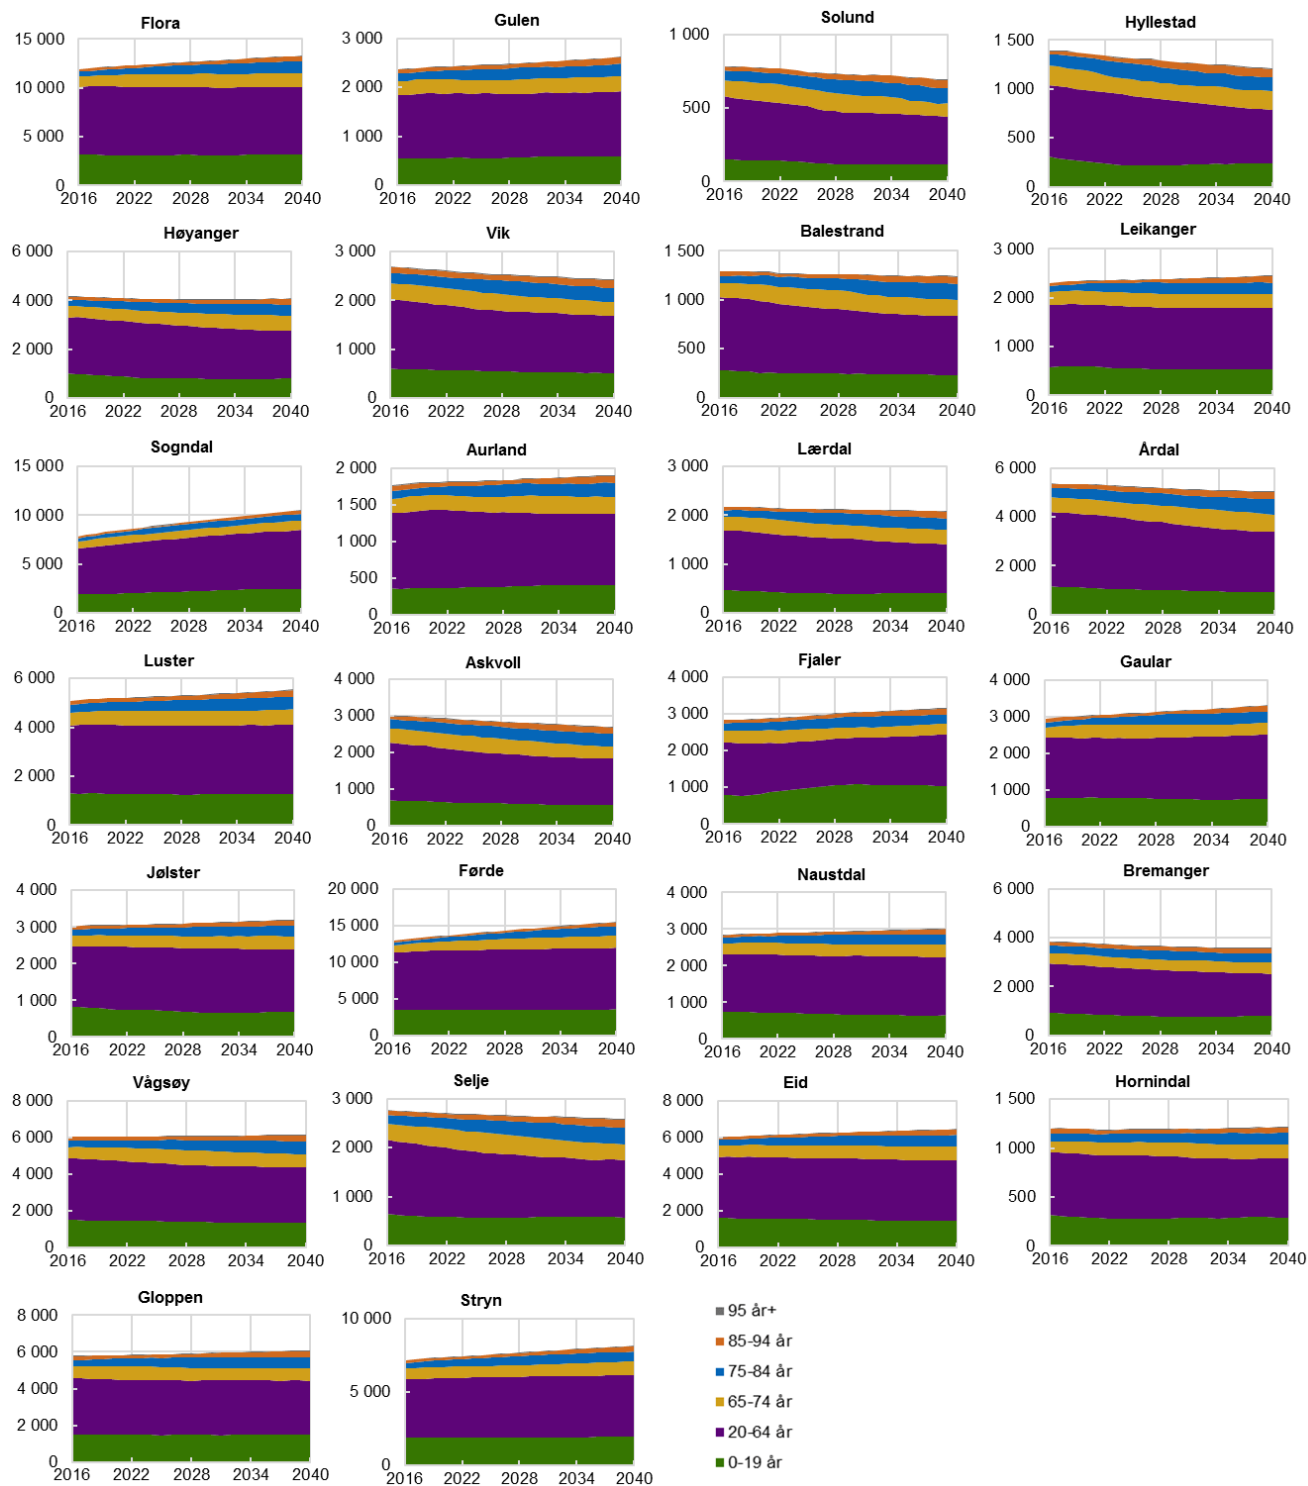 Flora
15 000
10 000
5 000
0
2016 2022 2028 2034 2040
Gulen
3 000
2 000
1 000
0
2016 2022 2028 2034 2040
Solund
1 000
500
0
2016 2022 2028 2034 2040
Hyllestad
1 500
1 000
500
0
2016 2022 2028 2034 2040
Høyanger
6 000
4 000
2 000
0
2016 2022 2028 2034 2040
Vik
3 000
2 000
1 000
0
2016 2022 2028 2034 2040
Balestrand
1 500
1 000
500
0
2016 2022 2028 2034 2040
Leikanger
3 000
2 000
1 000
0
2016 2022 2028 2034 2040
Sogndal
15 000
10 000
5 000
0
2016 2022 2028 2034 2040
Aurland
2 000
1 500
1 000
500
0
2016 2022 2028 2034 2040
Lærdal
3 000
2 000
1 000
0
2016 2022 2028 2034 2040
Årdal
6 000
4 000
2 000
0
2016 2022 2028 2034 2040
Luster
6 000
4 000
2 000
0
2016 2022 2028 2034 2040
Askvoll
4 000
3 000
2 000
1 000
0
2016 2022 2028 2034 2040
Fjaler
4 000
3 000
2 000
1 000
0
2016 2022 2028 2034 2040
Gaular
4 000
3 000
2 000
1 000
0
2016 2022 2028 2034 2040
Jølster
4 000
3 000
2 000
1 000
0
2016 2022 2028 2034 2040
Førde
20 000
15 000
10 000
5 000
0
2016 2022 2028 2034 2040
Naustdal
4 000
3 000
2 000
1 000
0
2016 2022 2028 2034 2040
Bremanger
6 000
4 000
2 000
0
2016 2022 2028 2034 2040
Vågsøy
8 000
6 000
4 000
2 000
0
2016 2022 2028 2034 2040
Selje
3 000
2 000
1 000
0
2016 2022 2028 2034 2040
Eid
8 000
6 000
4 000
2 000
0
2016 2022 2028 2034 2040
Hornindal
1 500
1 000
500
0
2016 2022 2028 2034 2040
Gloppen
8 000
6 000
4 000
2 000
0
2016 2022 2028 2034 2040
Stryn
10 000
5 000
0
2016 2022 2028 2034 2040
95 år+
85-94 år
75-84 år
65-74 år
20-64 år
0-19 år